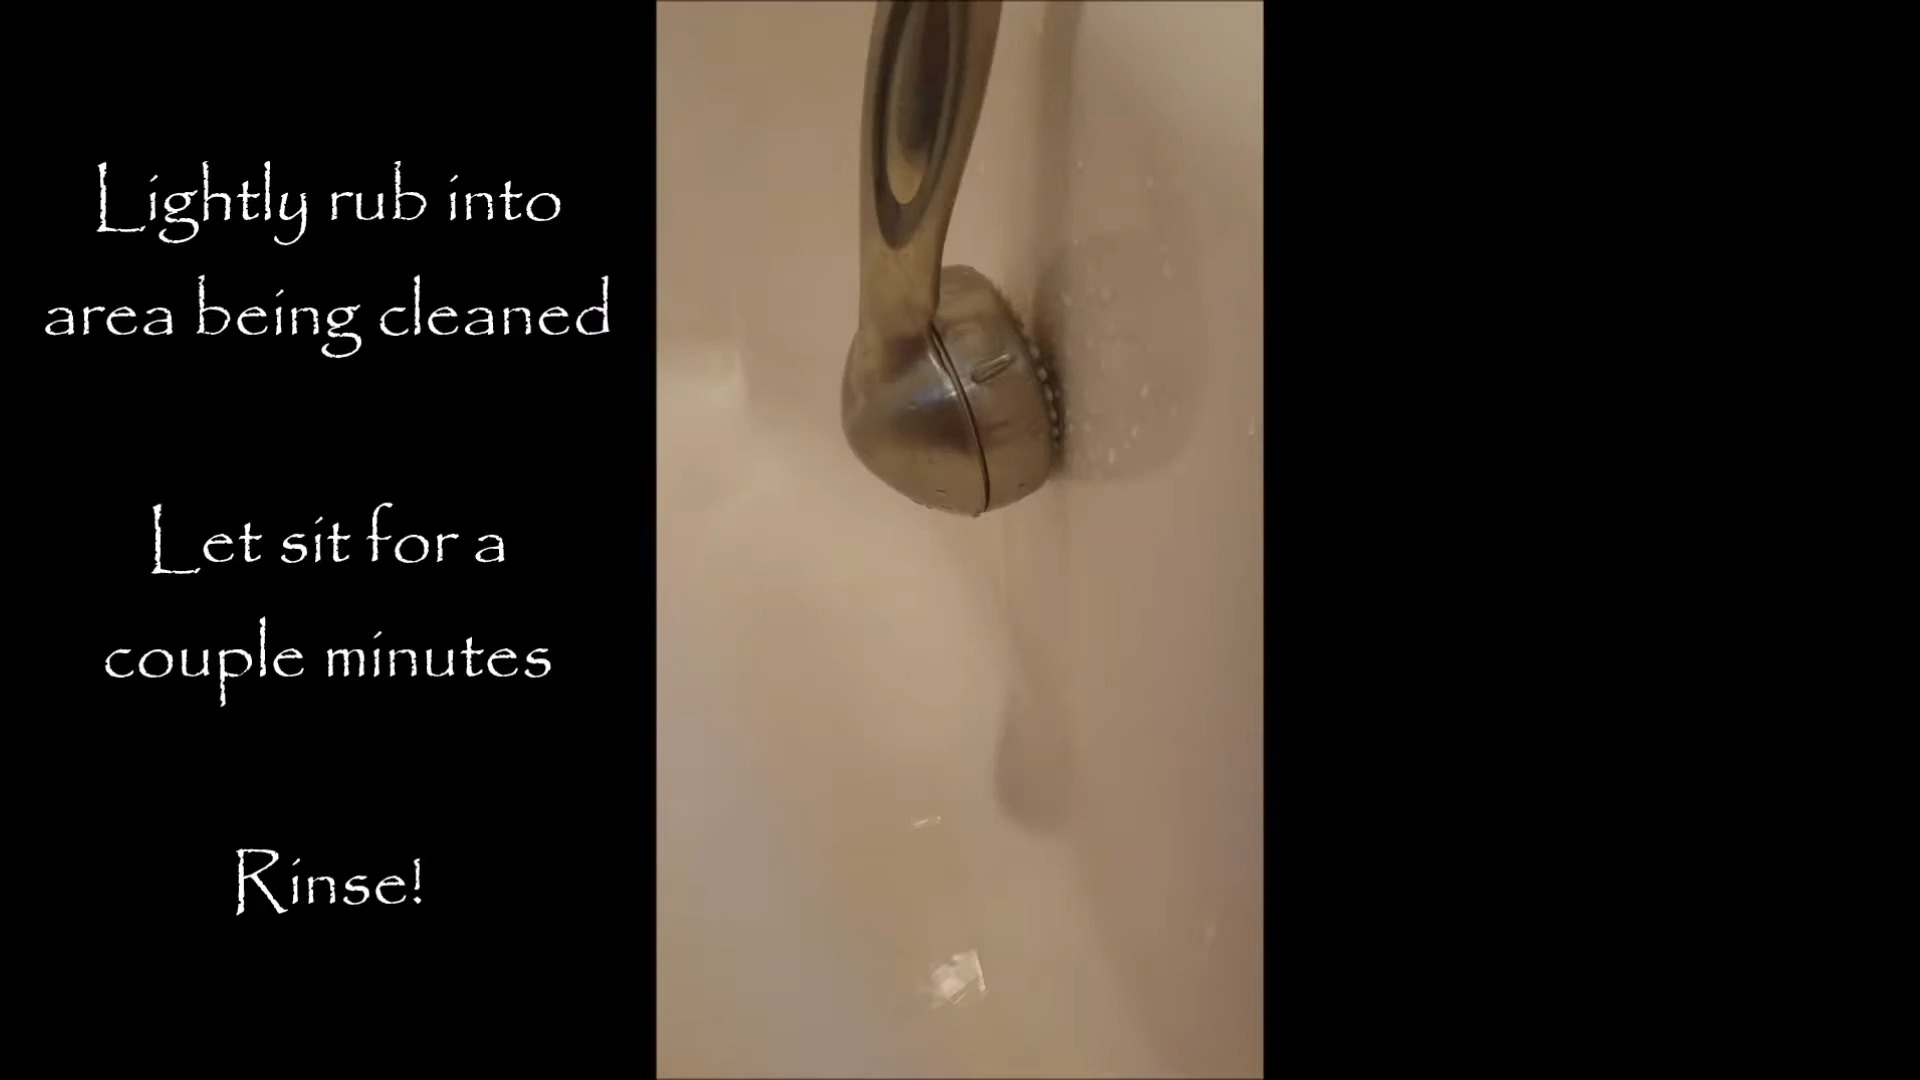 Lightly rub into
area being cleaned
Let sit for a
couple minutes
Rinse!